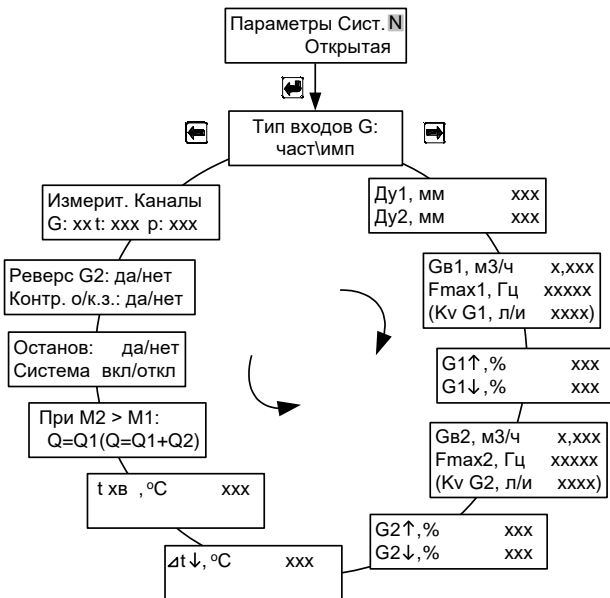 Параметры Сист. N
Открытая
Тип входов G:
част\имп
Измерит. Каналы
G: xx t: xxx p: xxx
Ду1, мм xxx
Ду2, мм xxx
Реверс G2: да/нет
Контр. о/к.з.: да/нет
Gв1, м3/ч x,xxx
Fmax1, Гц xxxxx
(Kv G1, л/и xxxx)
Останов: да/нет
Система вкл/откл
G1↑,% xxx
G1↓,% xxx
При M2 > M1:
Q=Q1(Q=Q1+Q2)
Gв2, м3/ч x,xxx
Fmax2, Гц xxxxx
(Kv G2, л/и xxxx)
t хв , ºC xxx
G2↑,% xxx
G2↓,% xxx
⊿t↓, ºC xxx